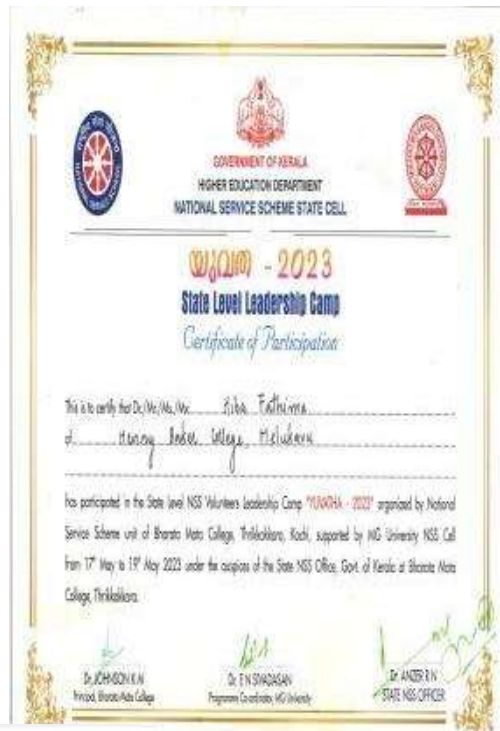 GOVERNMENT OF KERALA
HIGHER EDUCATION DEPARTMENT
NATIONAL SERVICE SCHEME STATE CELL
യുവത - 2023
State Level Leadership Camp
Certificate of Participation
This is to certify that Dr./Mr./Ms./Mx. Fathima
of Henry Baker College, Melukavu
has participated in the State Level NSS Volunteers Leadership Camp "YUVATHA - 2023" organized by National
Service Scheme unit of Bharata Mata College, Thrikkakkara, Kochi, supported by MG University NSS Cell
from 17th May to 19th May 2023 under the auspices of the State NSS Office, Govt. of Kerala at Bharata Mata
College, Thrikkakkara.
Dr. JOHNSON K M
Principal, Bharata Mata College
Dr. E N SIVADASAN
Programme Co-ordinator, MG University
Dr. ANZER R N
STATE NSS OFFICER